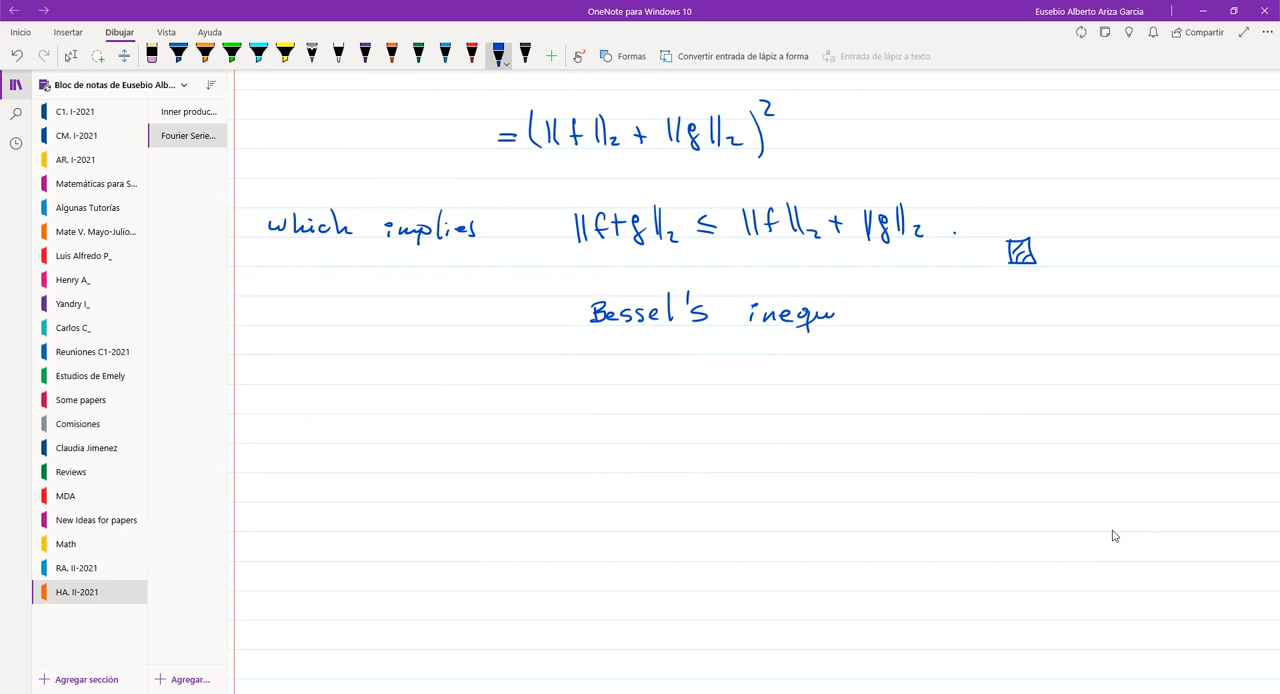 OneNote para Windows 10
Eusebio Alberto Ariza Garcia
Inicio Insertar Dibujar Vista Ayuda
Compartir
Formas
Convertir entrada de lápiz a forma
Entrada de lápiz a texto
Bloc de notas de Eusebio Alb...
C1. I-2021
CM. I-2021
AR. I-2021
Matemáticas para S...
Algunas Tutorías
Mate V. Mayo-Julio...
Luis Alfredo P_
Henry A_
Yandry I_
Carlos C_
Reuniones C1-2021
Estudios de Emely
Some papers
Comisiones
Claudia Jimenez
Reviews
MDA
New Ideas for papers
Math
RA. II-2021
HA. II-2021
Agregar sección
Inner produc...
Fourier Serie...
Agregar...
= (||f||₂ + ||g||₂)²
which implies ||f+g||₂ ≤ ||f||₂ + ||g||₂ .
Bessel's inequ